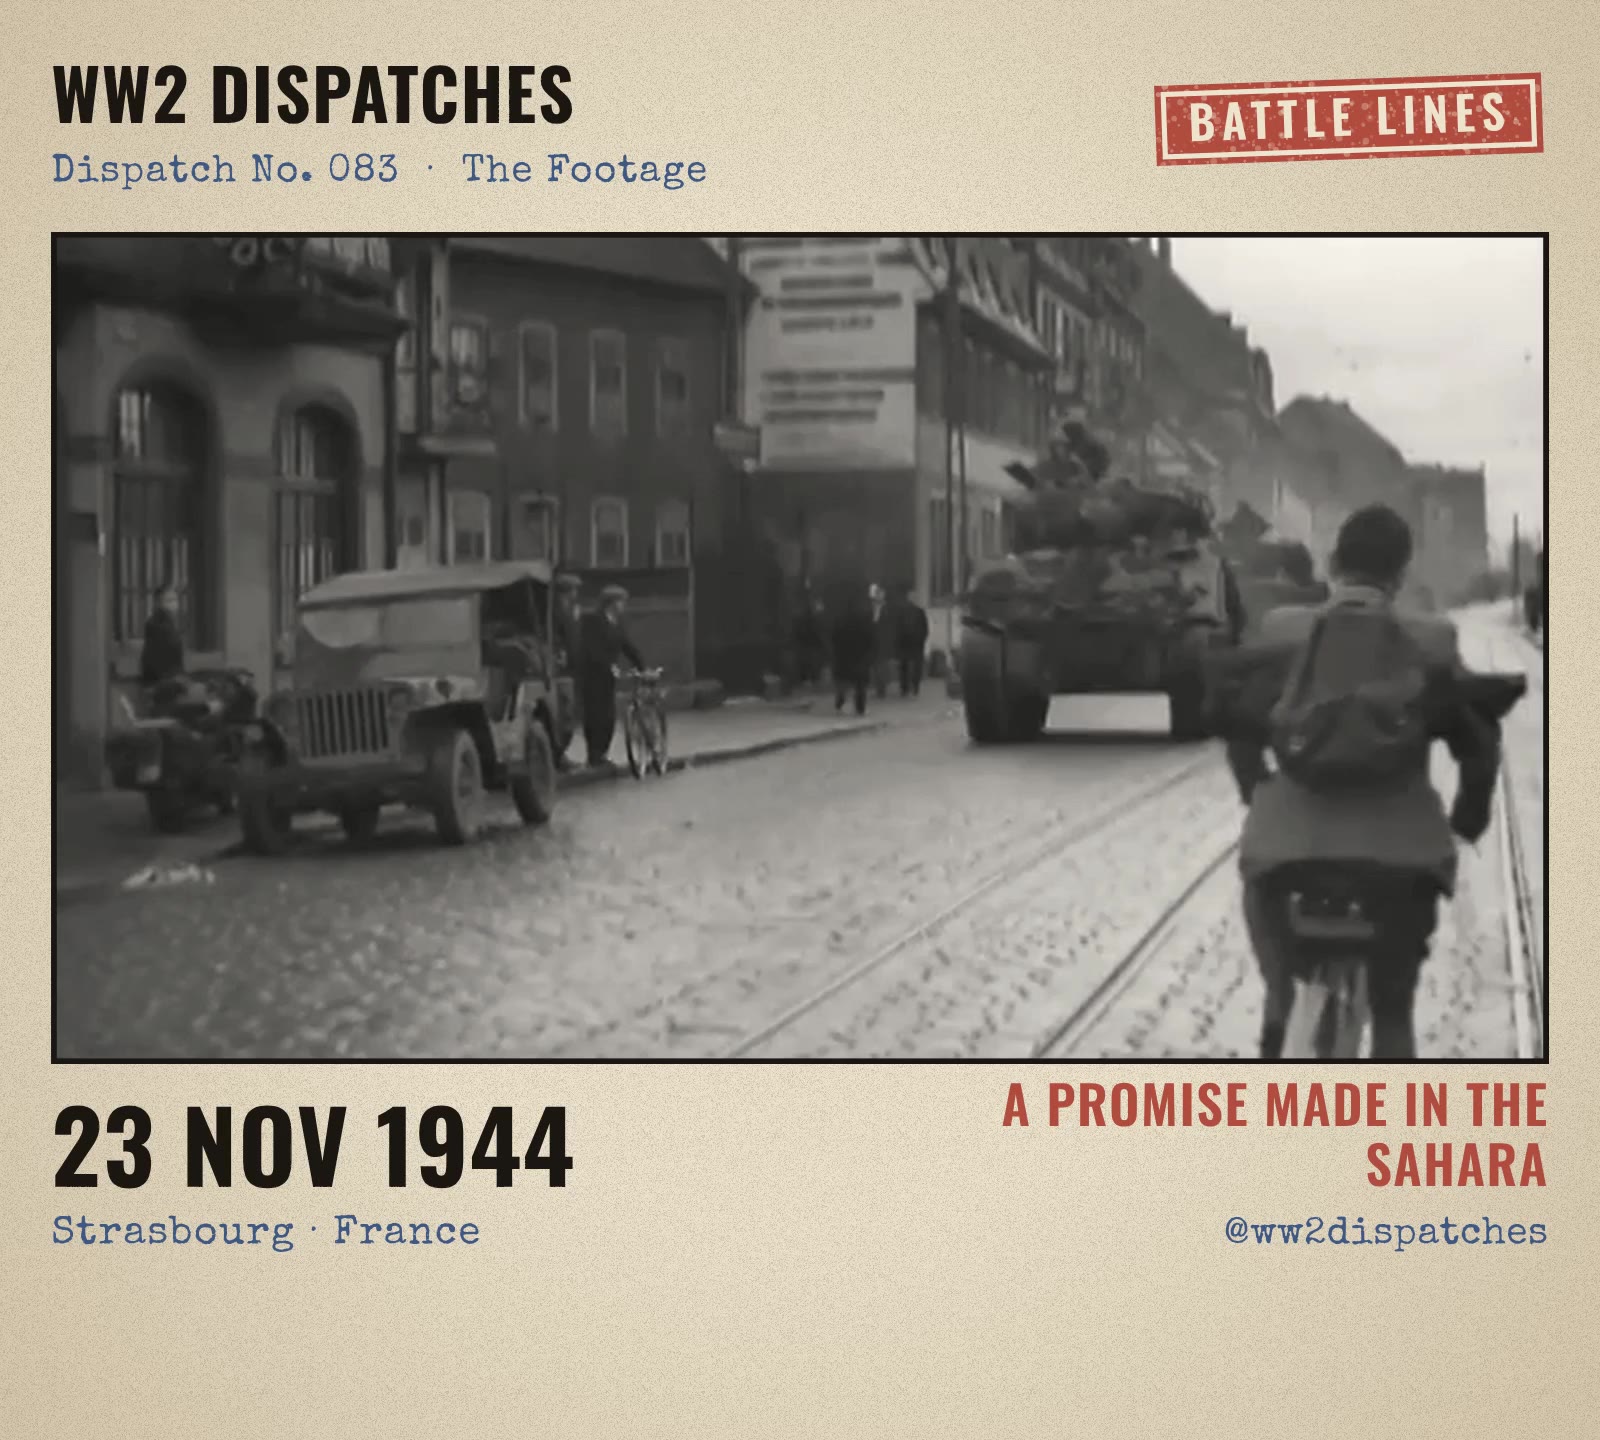 WW2 DISPATCHES
BATTLE LINES
Dispatch No. 083 · The Footage
23 NOV 1944
A PROMISE MADE IN THE
SAHARA
Strasbourg · France
@ww2dispatches